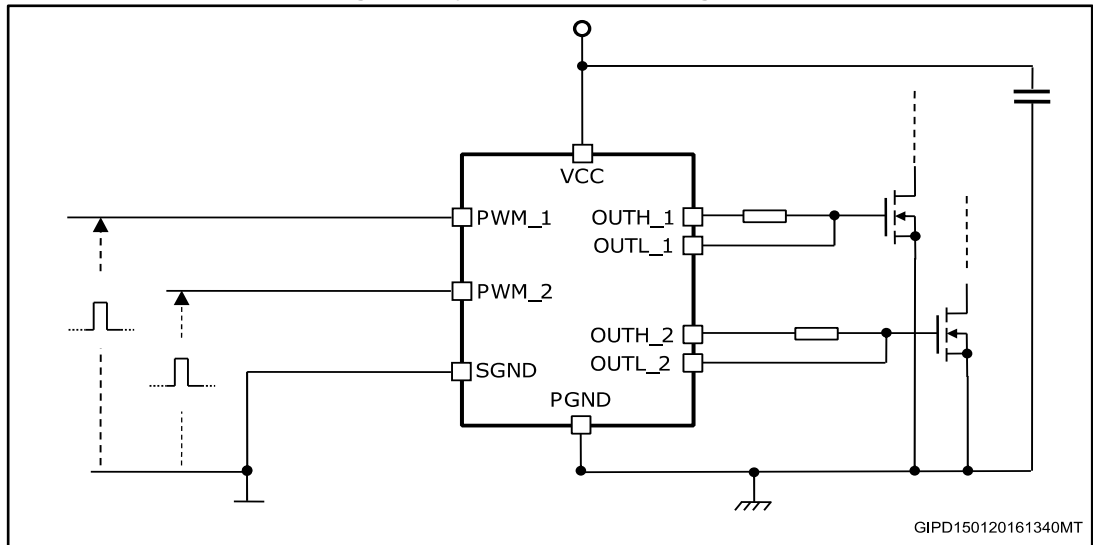 VCC
PWM_1
OUTH_1
OUTL_1
PWM_2
OUTH_2
OUTL_2
SGND
PGND
GIPD150120161340MT